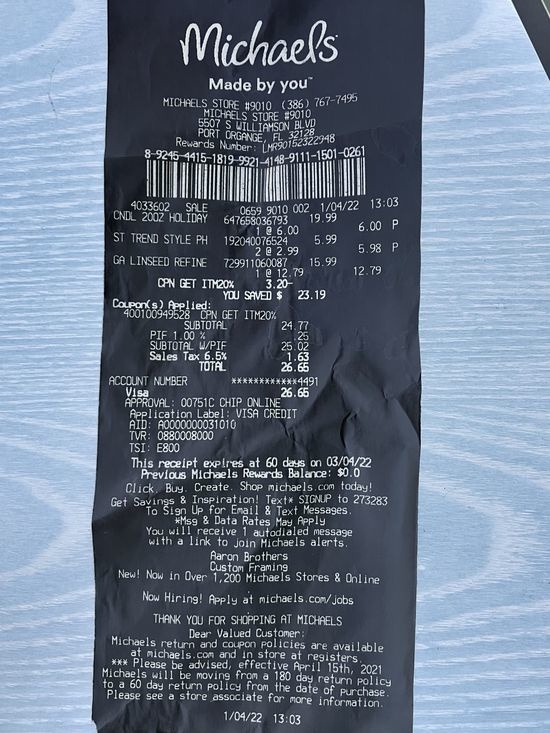 Michaels
Made by you™
MICHAELS STORE #9010 (386) 767-7495
MICHAELS STORE #9010
5507 S WILLIAMSON BLVD
PORT ORGANGE, FL 32128
Rewards Number: LMR90152322948
8-9245-4415-1819-9921-4148-9111-1501-0261
4033602 SALE 0659 9010 002 1/04/22 13:03
CNDL 20OZ HOLIDAY 647658036793 19.99
1 @ 6.00 6.00 P
ST TREND STYLE PH 192040076524 5.99
2 @ 2.99 5.98 P
GA LINSEED REFINE 729911060087 15.99
1 @ 12.79 12.79
CPN GET ITM20% 3.20-
YOU SAVED $ 23.19
Coupon(s) Applied:
400100949528 CPN GET ITM20%
SUBTOTAL 24.77
PIF 1.00 % .25
SUBTOTAL W/PIF 25.02
Sales Tax 6.5% 1.63
TOTAL 26.65
ACCOUNT NUMBER ************4491
Visa 26.65
APPROVAL: 00751C CHIP ONLINE
Application Label: VISA CREDIT
AID: A0000000031010
TVR: 0880008000
TSI: E800
This receipt expires at 60 days on 03/04/22
Previous Michaels Rewards Balance: $0.0
Click. Buy. Create. Shop michaels.com today!
Get Savings & Inspiration! Text* SIGNUP to 273283
To Sign Up for Email & Text Messages.
*Msg & Data Rates May Apply
You will receive 1 autodialed message
with a link to join Michaels alerts.
Aaron Brothers
Custom Framing
New! Now in Over 1,200 Michaels Stores & Online
Now Hiring! Apply at michaels.com/jobs
THANK YOU FOR SHOPPING AT MICHAELS
Dear Valued Customer:
Michaels return and coupon policies are available
at michaels.com and in store at registers.
*** Please be advised, effective April 15th, 2021
Michaels will be moving from a 180 day return policy
to a 60 day return policy from the date of purchase.
Please see a store associate for more information.
1/04/22 13:03